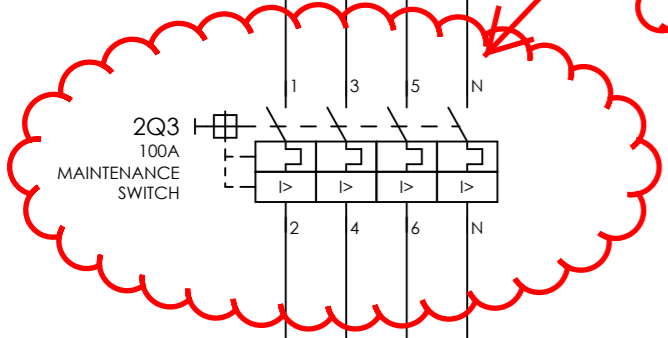 1 3 5 N
2Q3
100A
MAINTENANCE
SWITCH
I> I> I> I>
2 4 6 N